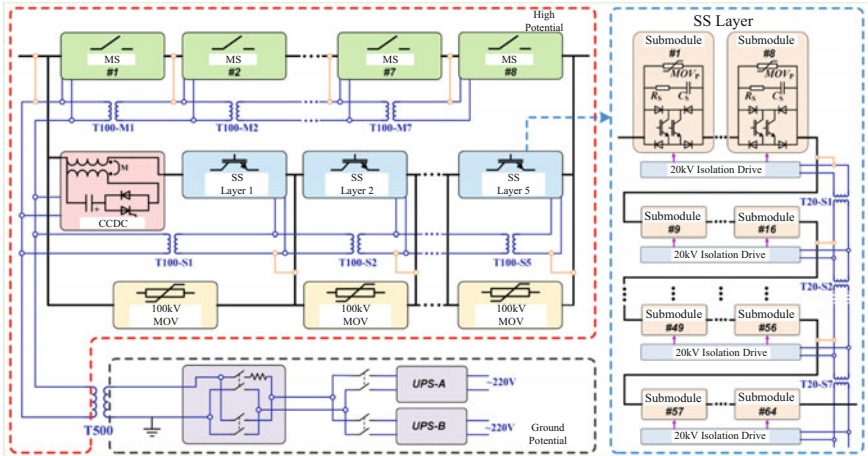 High
Potential
MS
#1
MS
#2
MS
#7
MS
#8
T100-M1
T100-M2
T100-M7
M
CCDC
SS
Layer 1
SS
Layer 2
SS
Layer 5
T100-S1
T100-S2
T100-S5
100kV
MOV
100kV
MOV
100kV
MOV
T500
UPS-A
~220V
UPS-B
~220V
Ground
Potential
SS Layer
Submodule
#1
MOVP
RS
CS
Submodule
#8
MOVP
RS
CS
20kV Isolation Drive
T20-S1
Submodule
#9
Submodule
#16
20kV Isolation Drive
T20-S2
Submodule
#49
Submodule
#56
20kV Isolation Drive
T20-S7
Submodule
#57
Submodule
#64
20kV Isolation Drive